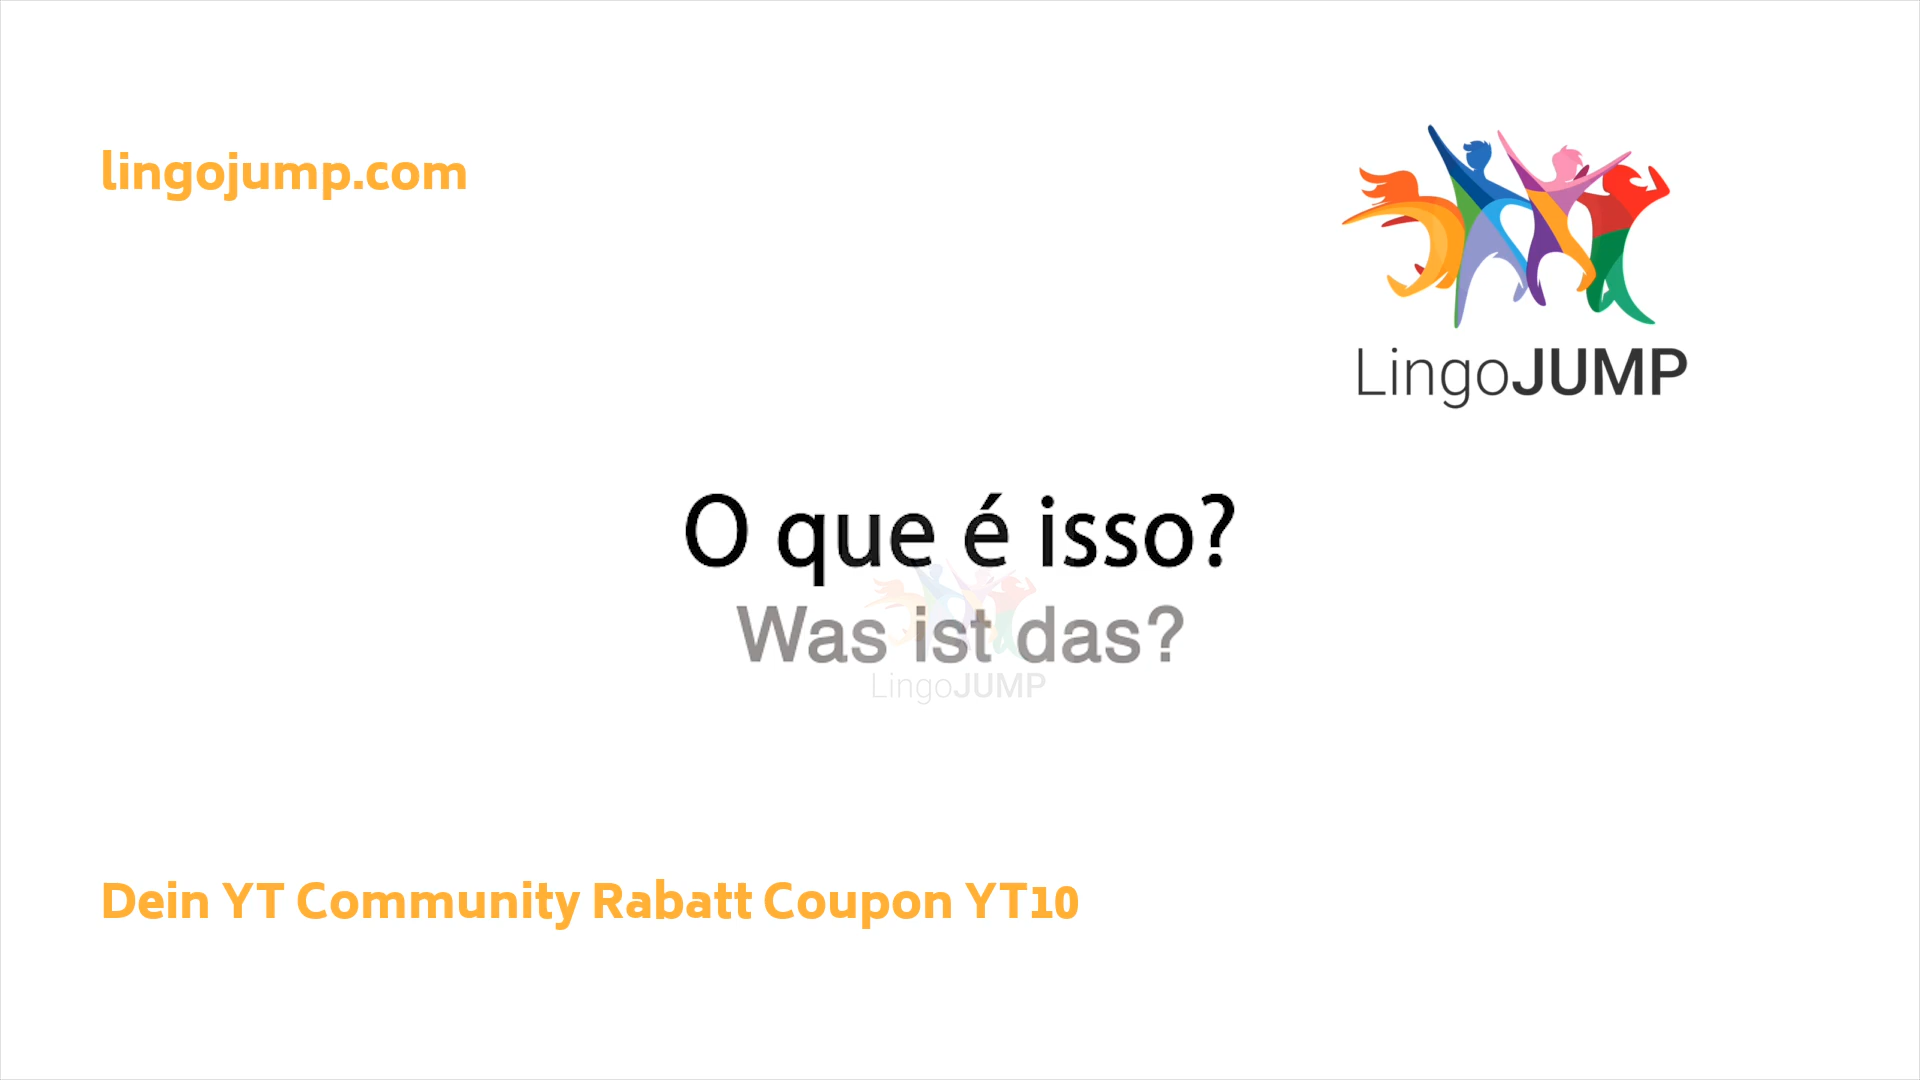 lingojump.com
LingoJUMP
O que é isso?
Was ist das?
LingoJUMP
Dein YT Community Rabatt Coupon YT10